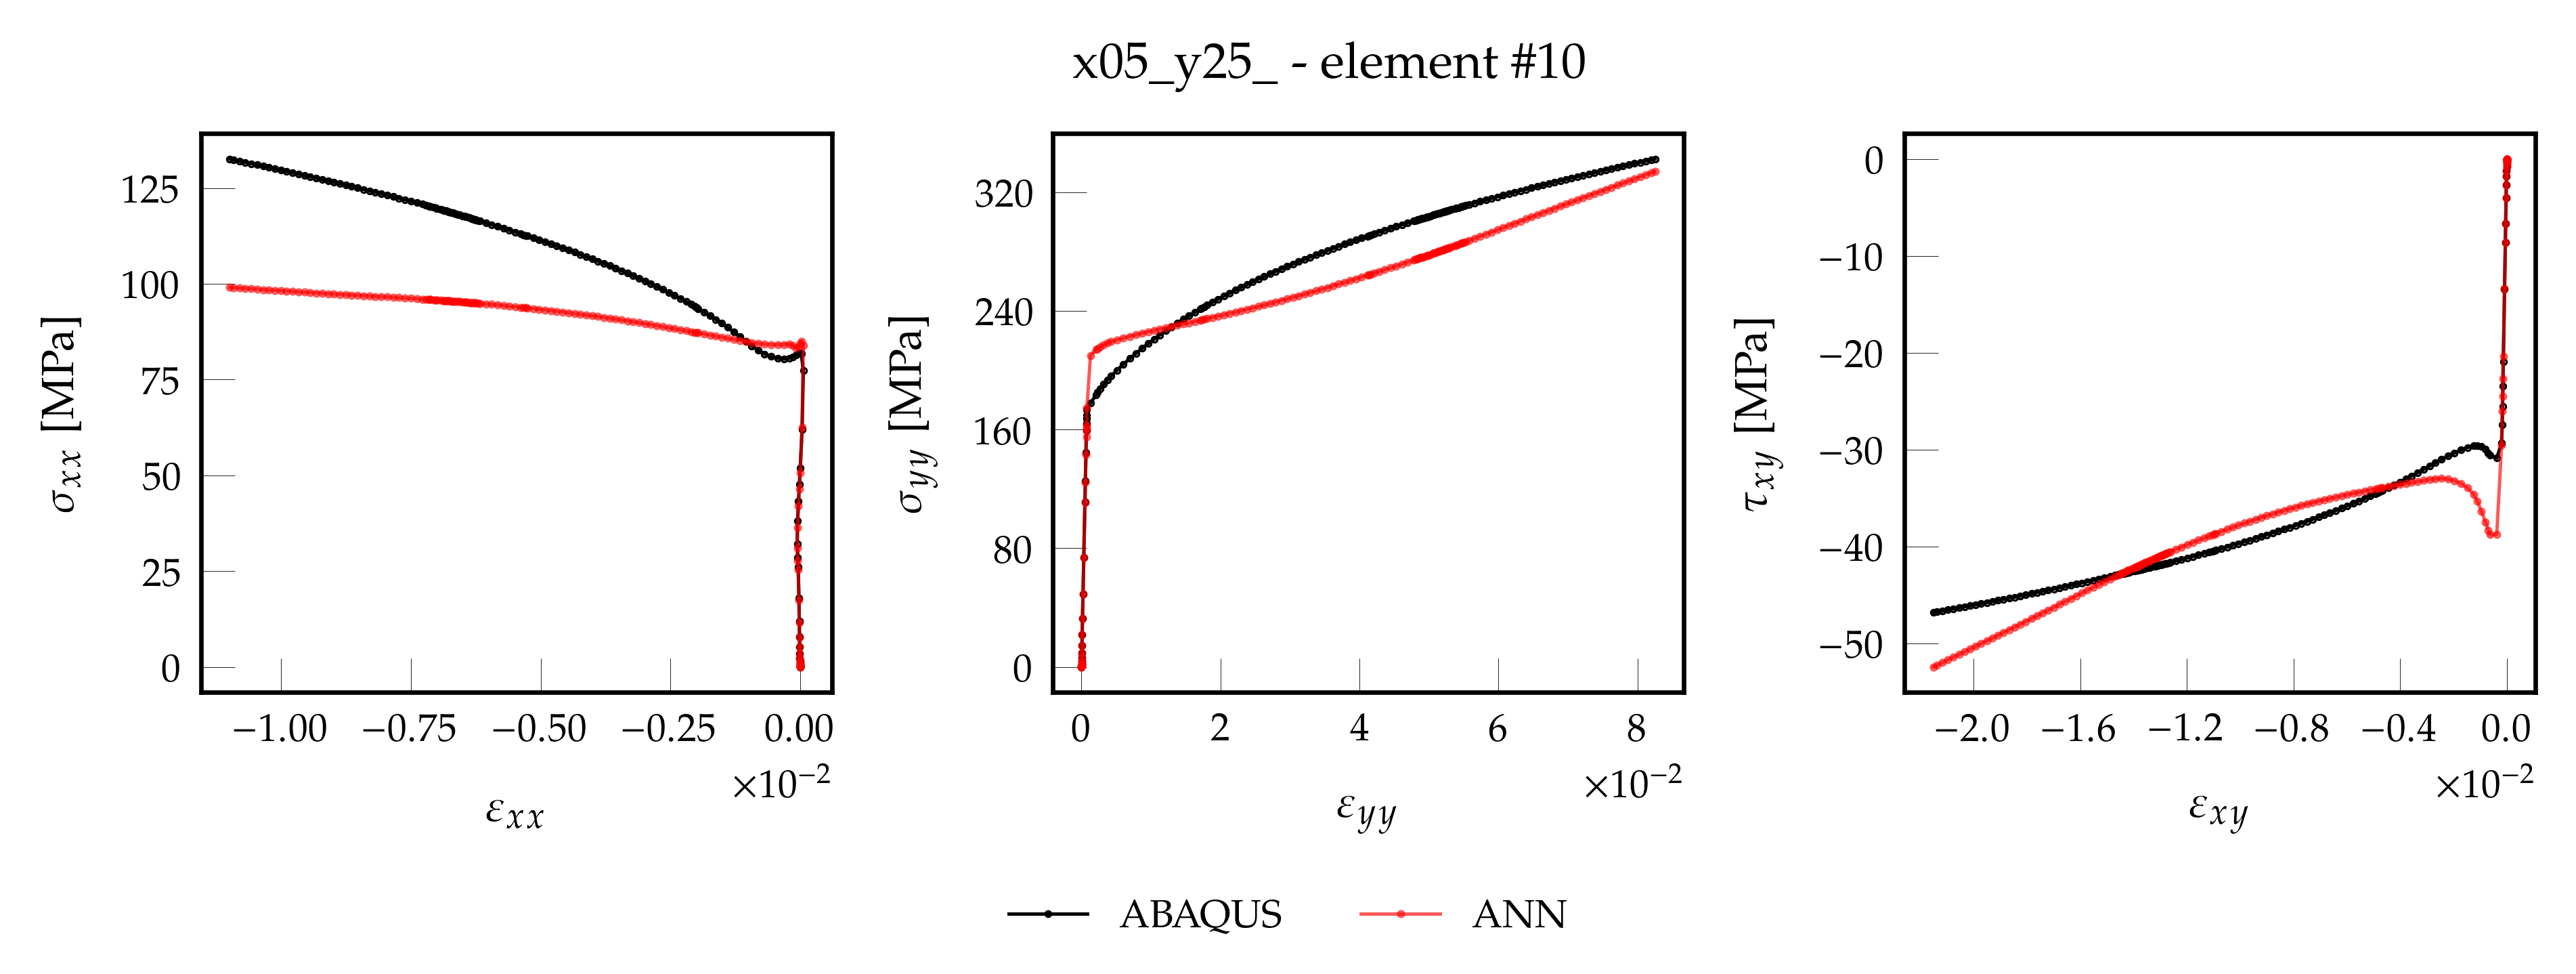 x05_y25_ - element #10
σxx [MPa]
125
100
75
50
25
0
−1.00 −0.75 −0.50 −0.25 0.00
×10−2
εxx
σyy [MPa]
320
240
160
80
0
0 2 4 6 8
×10−2
εyy
τxy [MPa]
0
−10
−20
−30
−40
−50
−2.0 −1.6 −1.2 −0.8 −0.4 0.0
×10−2
εxy
ABAQUS ANN